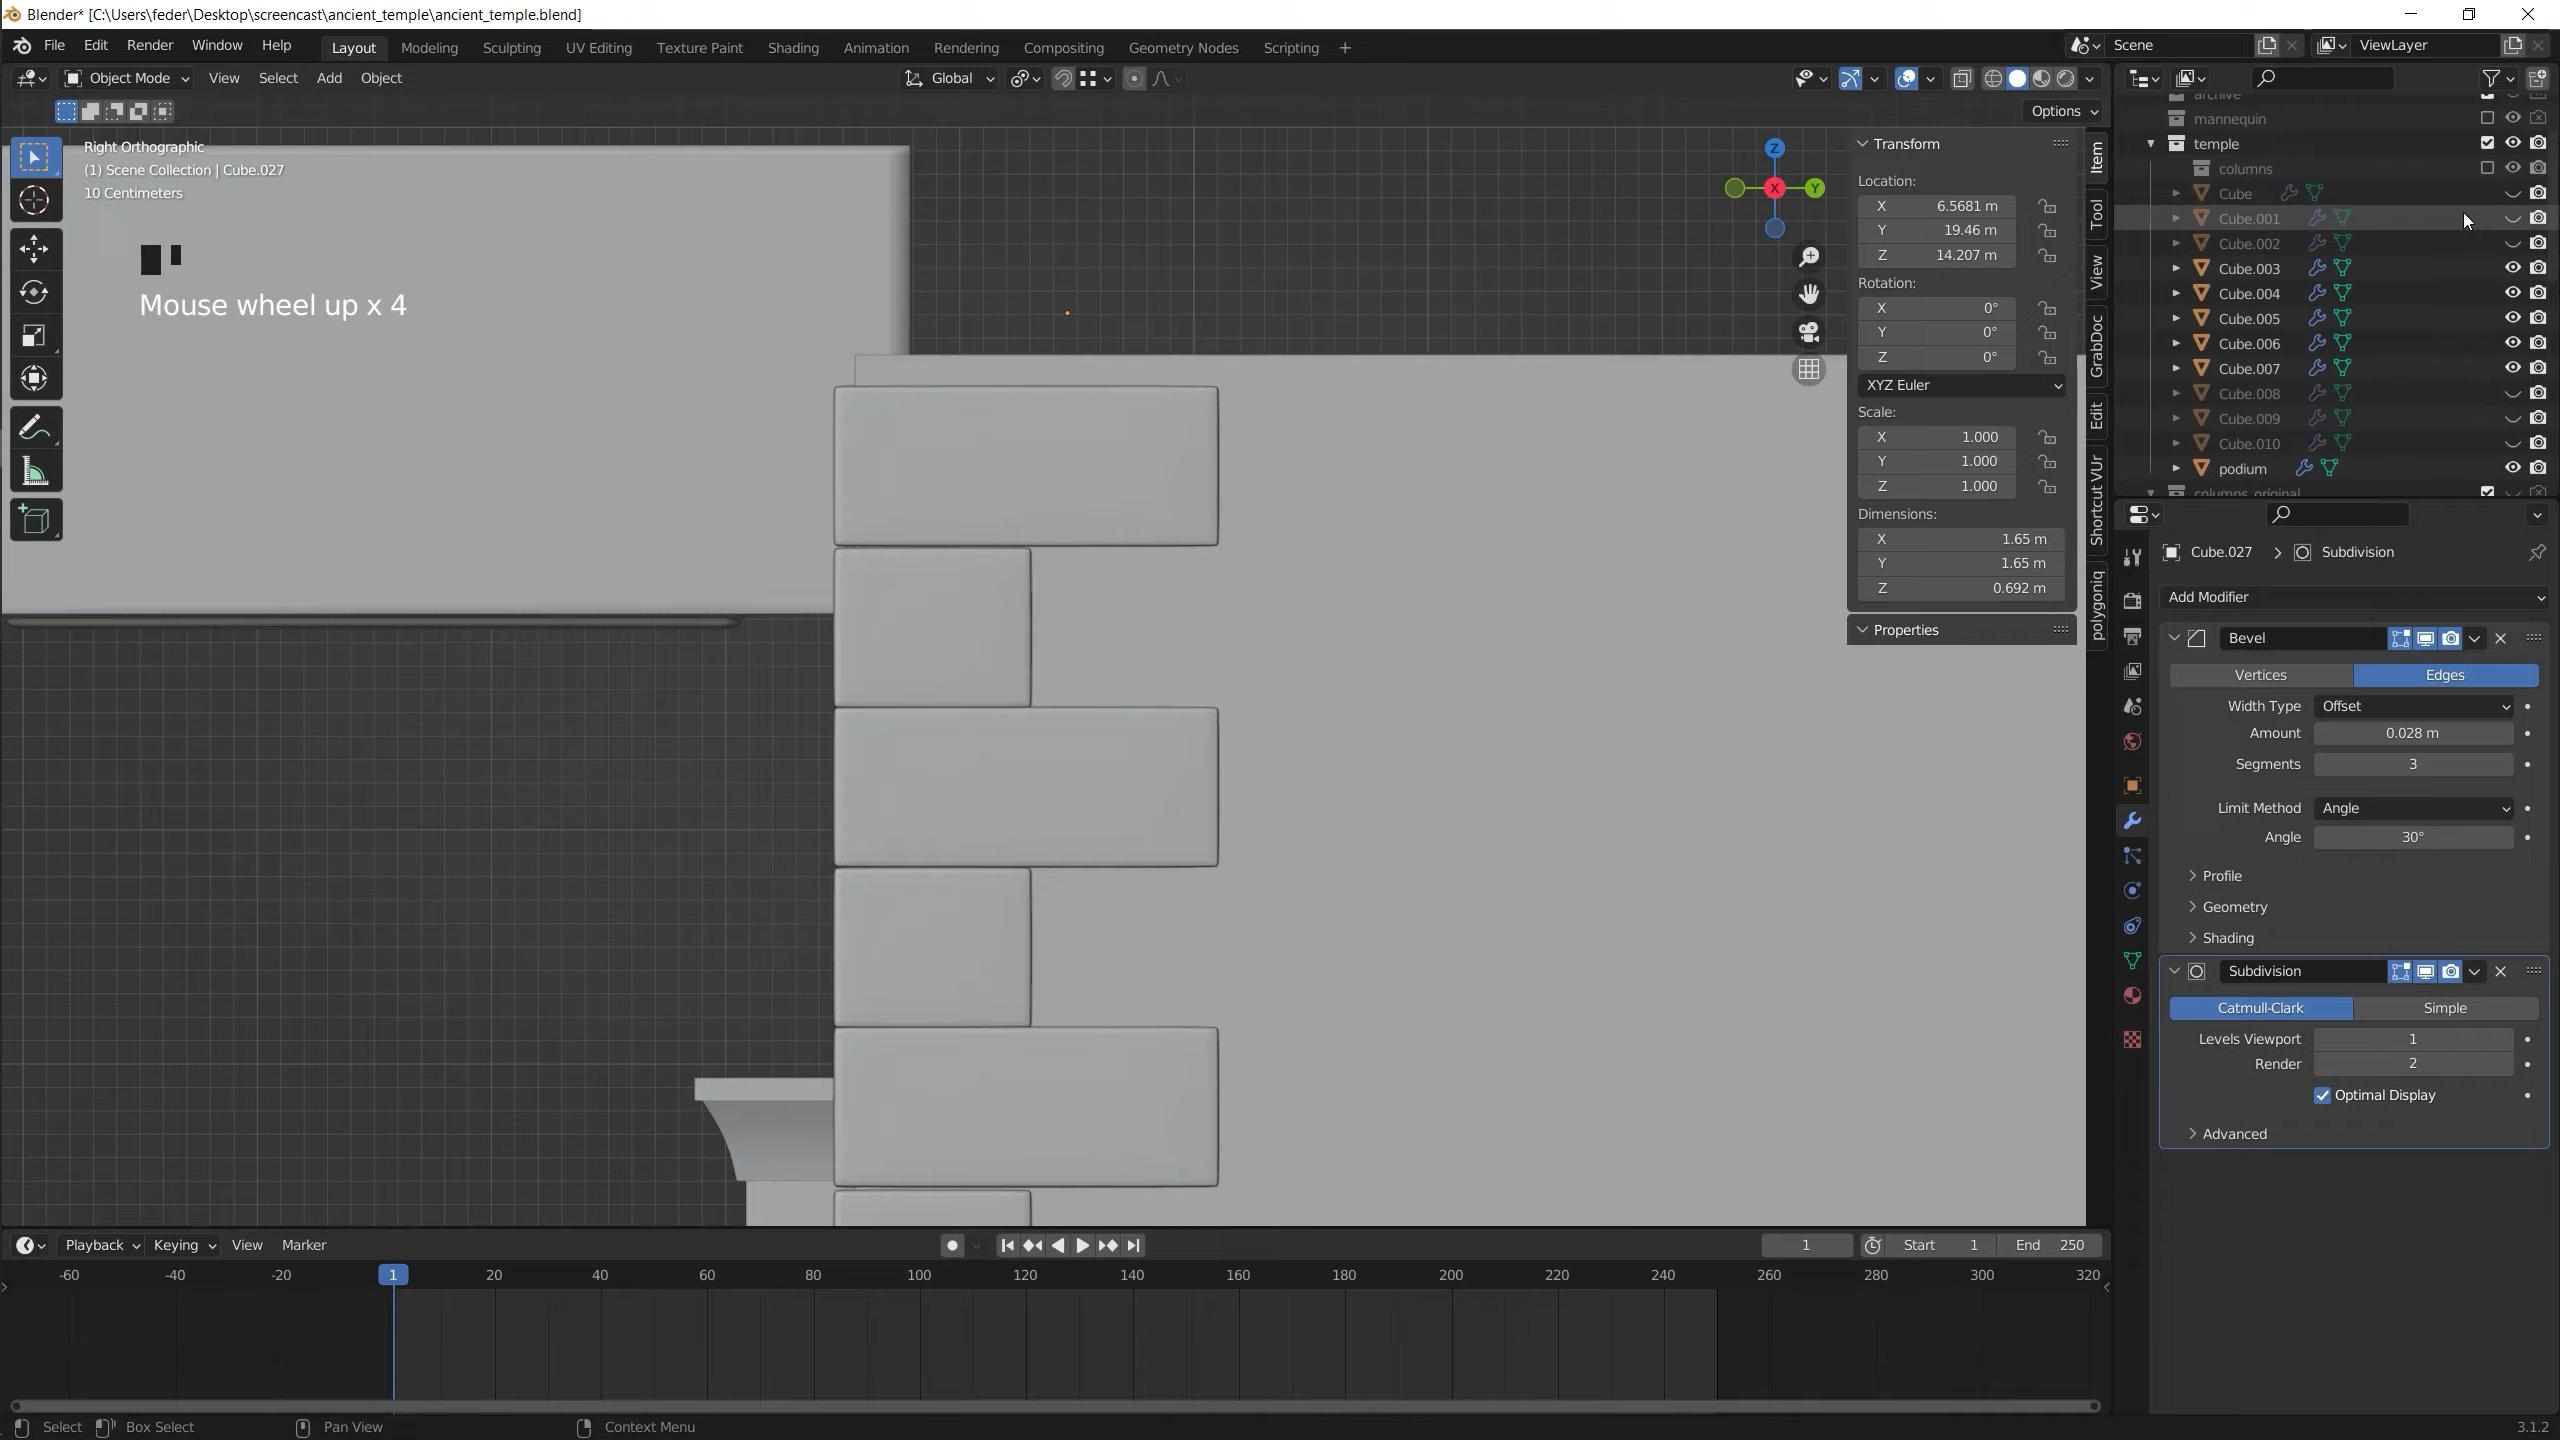 Blender* [C:\Users\feder\Desktop\screencast\ancient_temple\ancient_temple.blend]
File Edit Render Window Help Layout Modeling Sculpting UV Editing Texture Paint Shading Animation Rendering Compositing Geometry Nodes Scripting + Scene ViewLayer
Object Mode View Select Add Object Global
Options
Right Orthographic
(1) Scene Collection | Cube.027
10 Centimeters
Mouse wheel up x 4
Z
X
Y
Transform
Location:
X 6.5681 m
Y 19.46 m
Z 14.207 m
Rotation:
X 0°
Y 0°
Z 0°
XYZ Euler
Scale:
X 1.000
Y 1.000
Z 1.000
Dimensions:
X 1.65 m
Y 1.65 m
Z 0.692 m
Properties
Item
Tool
View
GrabDoc
Edit
Shortcut VUr
polygoniq
archive
mannequin
temple
columns
Cube
Cube.001
Cube.002
Cube.003
Cube.004
Cube.005
Cube.006
Cube.007
Cube.008
Cube.009
Cube.010
podium
columns original
Cube.027 > Subdivision
Add Modifier
Bevel
Vertices Edges
Width Type Offset
Amount 0.028 m
Segments 3
Limit Method Angle
Angle 30°
Profile
Geometry
Shading
Subdivision
Catmull-Clark Simple
Levels Viewport 1
Render 2
Optimal Display
Advanced
Playback Keying View Marker 1 Start 1 End 250
-60 -40 -20 1 20 40 60 80 100 120 140 160 180 200 220 240 260 280 300 320
Select Box Select Pan View Context Menu 3.1.2